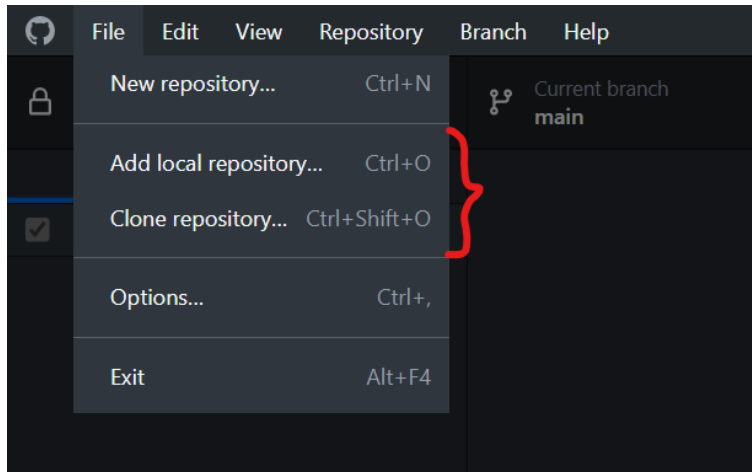 File Edit View Repository Branch Help
New repository... Ctrl+N
Current branch
main
Add local repository... Ctrl+O
Clone repository... Ctrl+Shift+O
Options... Ctrl+,
Exit Alt+F4